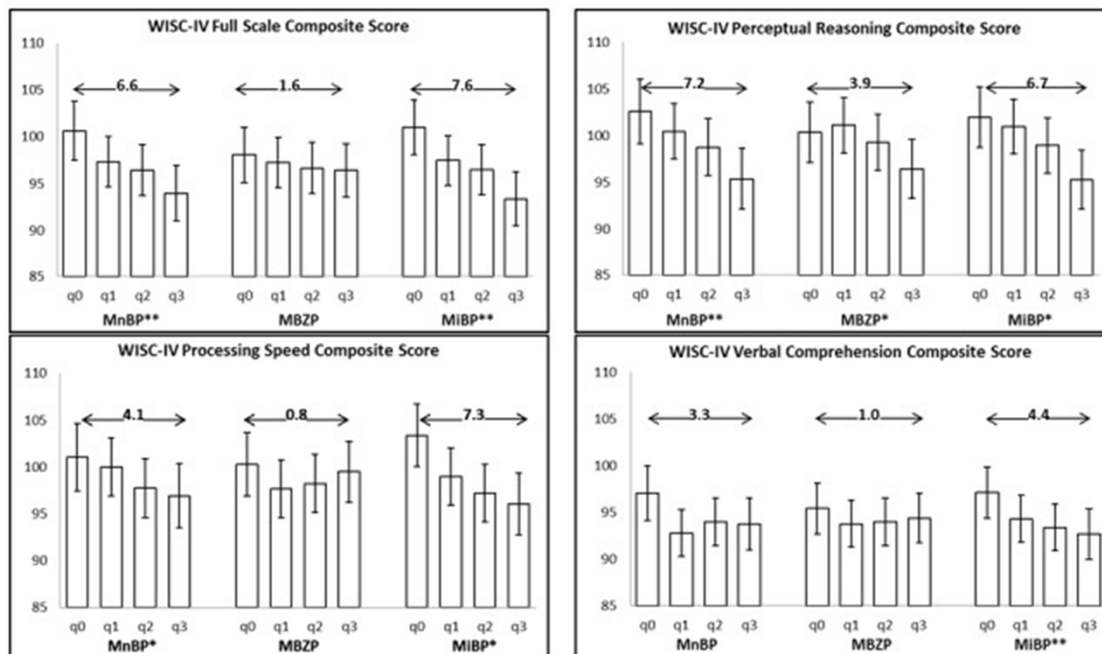 WISC-IV Full Scale Composite Score
110
105
100
95
90
85
6.6 1.6 7.6
q0 q1 q2 q3 q0 q1 q2 q3 q0 q1 q2 q3
MnBP** MBZP MiBP**
WISC-IV Perceptual Reasoning Composite Score
110
105
100
95
90
85
7.2 3.9 6.7
q0 q1 q2 q3 q0 q1 q2 q3 q0 q1 q2 q3
MnBP** MBZP* MiBP*
WISC-IV Processing Speed Composite Score
110
105
100
95
90
85
4.1 0.8 7.3
q0 q1 q2 q3 q0 q1 q2 q3 q0 q1 q2 q3
MnBP* MBZP MiBP*
WISC-IV Verbal Comprehension Composite Score
110
105
100
95
90
85
3.3 1.0 4.4
q0 q1 q2 q3 q0 q1 q2 q3 q0 q1 q2 q3
MnBP MBZP MiBP**